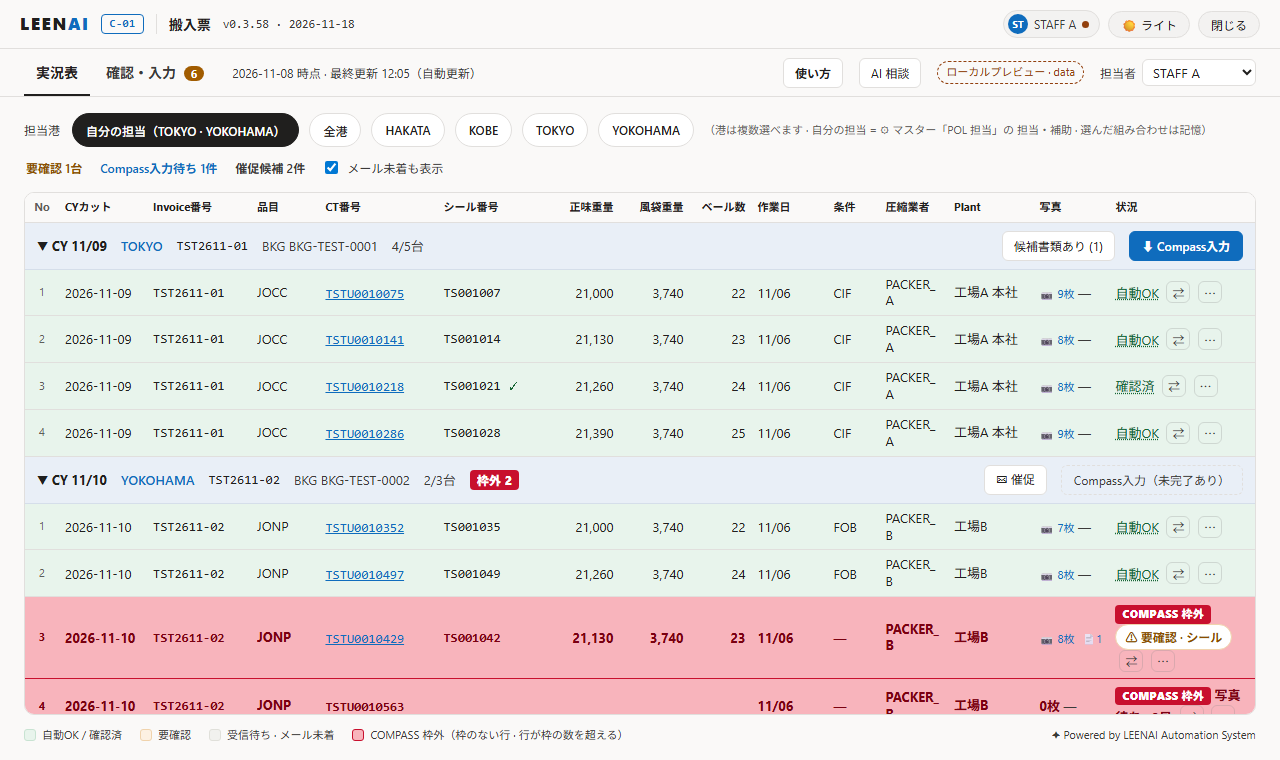 LEENAI C-01 搬入票 v0.3.58 · 2026-11-18 ST STAFF A ライト 閉じる
実況表 確認・入力 6 2026-11-08 時点 · 最終更新 12:05（自動更新） 使い方 AI 相談 ローカルプレビュー · data 担当者 STAFF A
担当港 自分の担当（TOKYO · YOKOHAMA） 全港 HAKATA KOBE TOKYO YOKOHAMA （港は複数選べます · 自分の担当 = ⚙ マスター「POL 担当」の 担当・補助 · 選んだ組み合わせは記憶）
要確認 1台 Compass入力待ち 1件 催促候補 2件 メール未着も表示
No CYカット Invoice番号 品目 CT番号 シール番号 正味重量 風袋重量 ベール数 作業日 条件 圧縮業者 Plant 写真 状況
▼ CY 11/09 TOKYO TST2611-01 BKG BKG-TEST-0001 4/5台 候補書類あり (1) ⬇ Compass入力
1 2026-11-09 TST2611-01 JOCC TSTU0010075 TS001007 21,000 3,740 22 11/06 CIF PACKER_A 工場A 本社 9枚 — 自動OK ⇄ …
2 2026-11-09 TST2611-01 JOCC TSTU0010141 TS001014 21,130 3,740 23 11/06 CIF PACKER_A 工場A 本社 8枚 — 自動OK ⇄ …
3 2026-11-09 TST2611-01 JOCC TSTU0010218 TS001021 ✓ 21,260 3,740 24 11/06 CIF PACKER_A 工場A 本社 8枚 — 確認済 ⇄ …
4 2026-11-09 TST2611-01 JOCC TSTU0010286 TS001028 21,390 3,740 25 11/06 CIF PACKER_A 工場A 本社 9枚 — 自動OK ⇄ …
▼ CY 11/10 YOKOHAMA TST2611-02 BKG BKG-TEST-0002 2/3台 枠外 2 ✉ 催促 Compass入力（未完了あり）
1 2026-11-10 TST2611-02 JONP TSTU0010352 TS001035 21,000 3,740 22 11/06 FOB PACKER_B 工場B 7枚 — 自動OK ⇄ …
2 2026-11-10 TST2611-02 JONP TSTU0010497 TS001049 21,260 3,740 24 11/06 FOB PACKER_B 工場B 8枚 — 自動OK ⇄ …
3 2026-11-10 TST2611-02 JONP TSTU0010429 TS001042 21,130 3,740 23 11/06 — PACKER_B 工場B 8枚 1 COMPASS 枠外 ⚠ 要確認 · シール ⇄ …
4 2026-11-10 TST2611-02 JONP TSTU0010563 11/06 — PACKER_B 工場B 0枚 — COMPASS 枠外 写真
自動OK / 確認済 要確認 受信待ち · メール未着 COMPASS 枠外（枠のない行 · 行が枠の数を超える） ✦ Powered by LEENAI Automation System